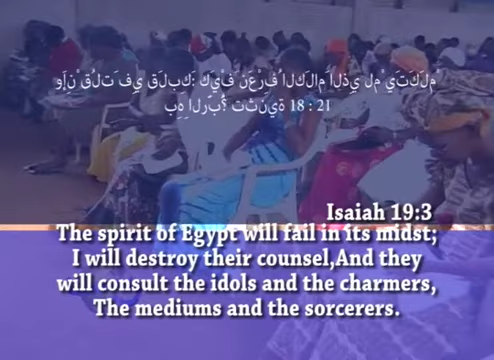 وَإِنْ قُلْتَ فِي قَلْبِكَ: كَيْفَ نَعْرِفُ الْكَلاَمَ الَّذِي لَمْ يَتَكَلَّمْ
بِهِ الرَّبُّ؟ تثنية 18 : 21
Isaiah 19:3
The spirit of Egypt will fail in its midst;
I will destroy their counsel,And they
will consult the idols and the charmers,
The mediums and the sorcerers.